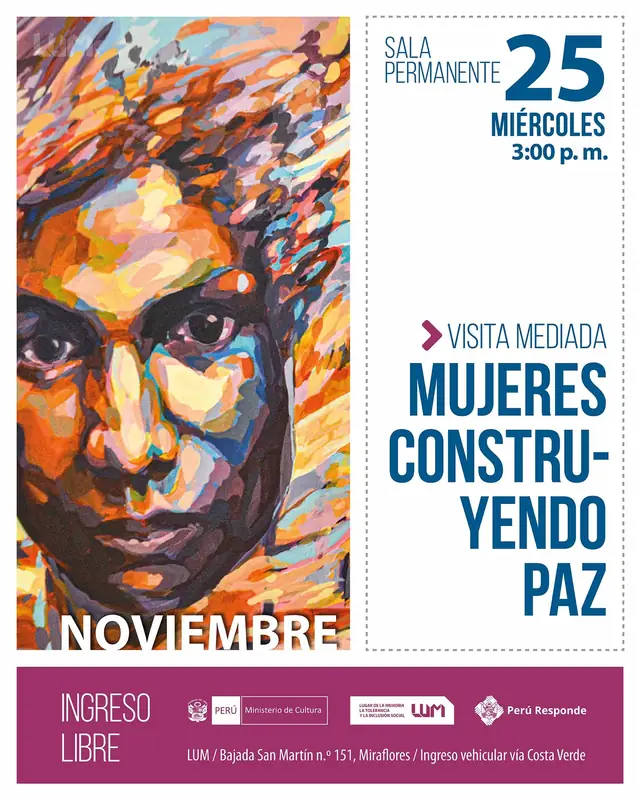 LUM
SALA
PERMANENTE
25
MIÉRCOLES
3:00 p. m.
VISITA MEDIADA
MUJERES
CONSTRU-
YENDO
PAZ
NOVIEMBRE
INGRESO
LIBRE
PERÚ Ministerio de Cultura
LUGAR DE LA MEMORIA
LA TOLERANCIA
Y LA INCLUSIÓN SOCIAL
LUM
Perú Responde
LUM / Bajada San Martín n.º 151, Miraflores / Ingreso vehicular vía Costa Verde